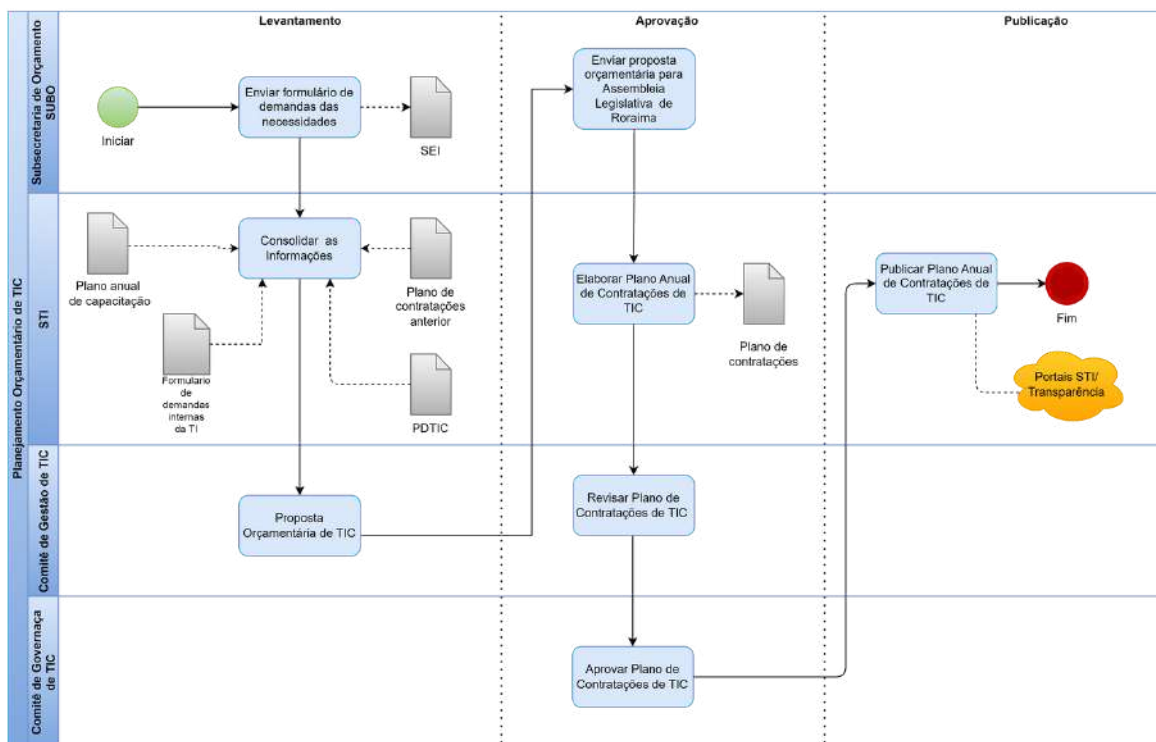 Levantamento
Aprovação
Publicação
Planejamento Orçamentário de TIC
Subsecretaria de Orçamento
SUBO
Iniciar
Enviar formulário de
demandas das
necessidades
SEI
Enviar proposta
orçamentária para
Assembleia
Legislativa de
Roraima
STI
Plano anual
de capacitação
Consolidar as
Informações
Plano de
contratações
anterior
Formulario de
demandas
internas
da TI
PDTIC
Elaborar Plano Anual
de Contratações de
TIC
Plano de
contratações
Publicar Plano Anual
de Contratações de
TIC
Fim
Portais STI/
Transparência
Comitê de Gestão de TIC
Proposta
Orçamentária de TIC
Revisar Plano de
Contratações de TIC
Comitê de Governaça
de TIC
Aprovar Plano de
Contratações de TIC